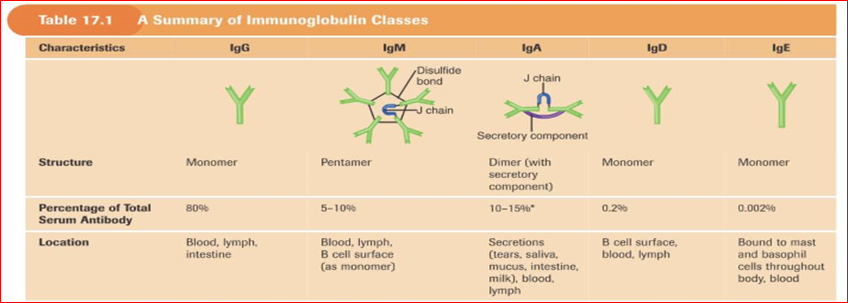 Table 17.1 A Summary of Immunoglobulin Classes
Characteristics IgG IgM IgA IgD IgE
Disulfide
bond
J chain
J chain
Secretory component
Structure Monomer Pentamer Dimer (with
secretory
component) Monomer Monomer
Percentage of Total
Serum Antibody 80% 5–10% 10–15%* 0.2% 0.002%
Location Blood, lymph,
intestine
Blood, lymph,
B cell surface
(as monomer)
Secretions
(tears, saliva,
mucus, intestine,
milk), blood,
lymph
B cell surface,
blood, lymph
Bound to mast
and basophil
cells throughout
body, blood